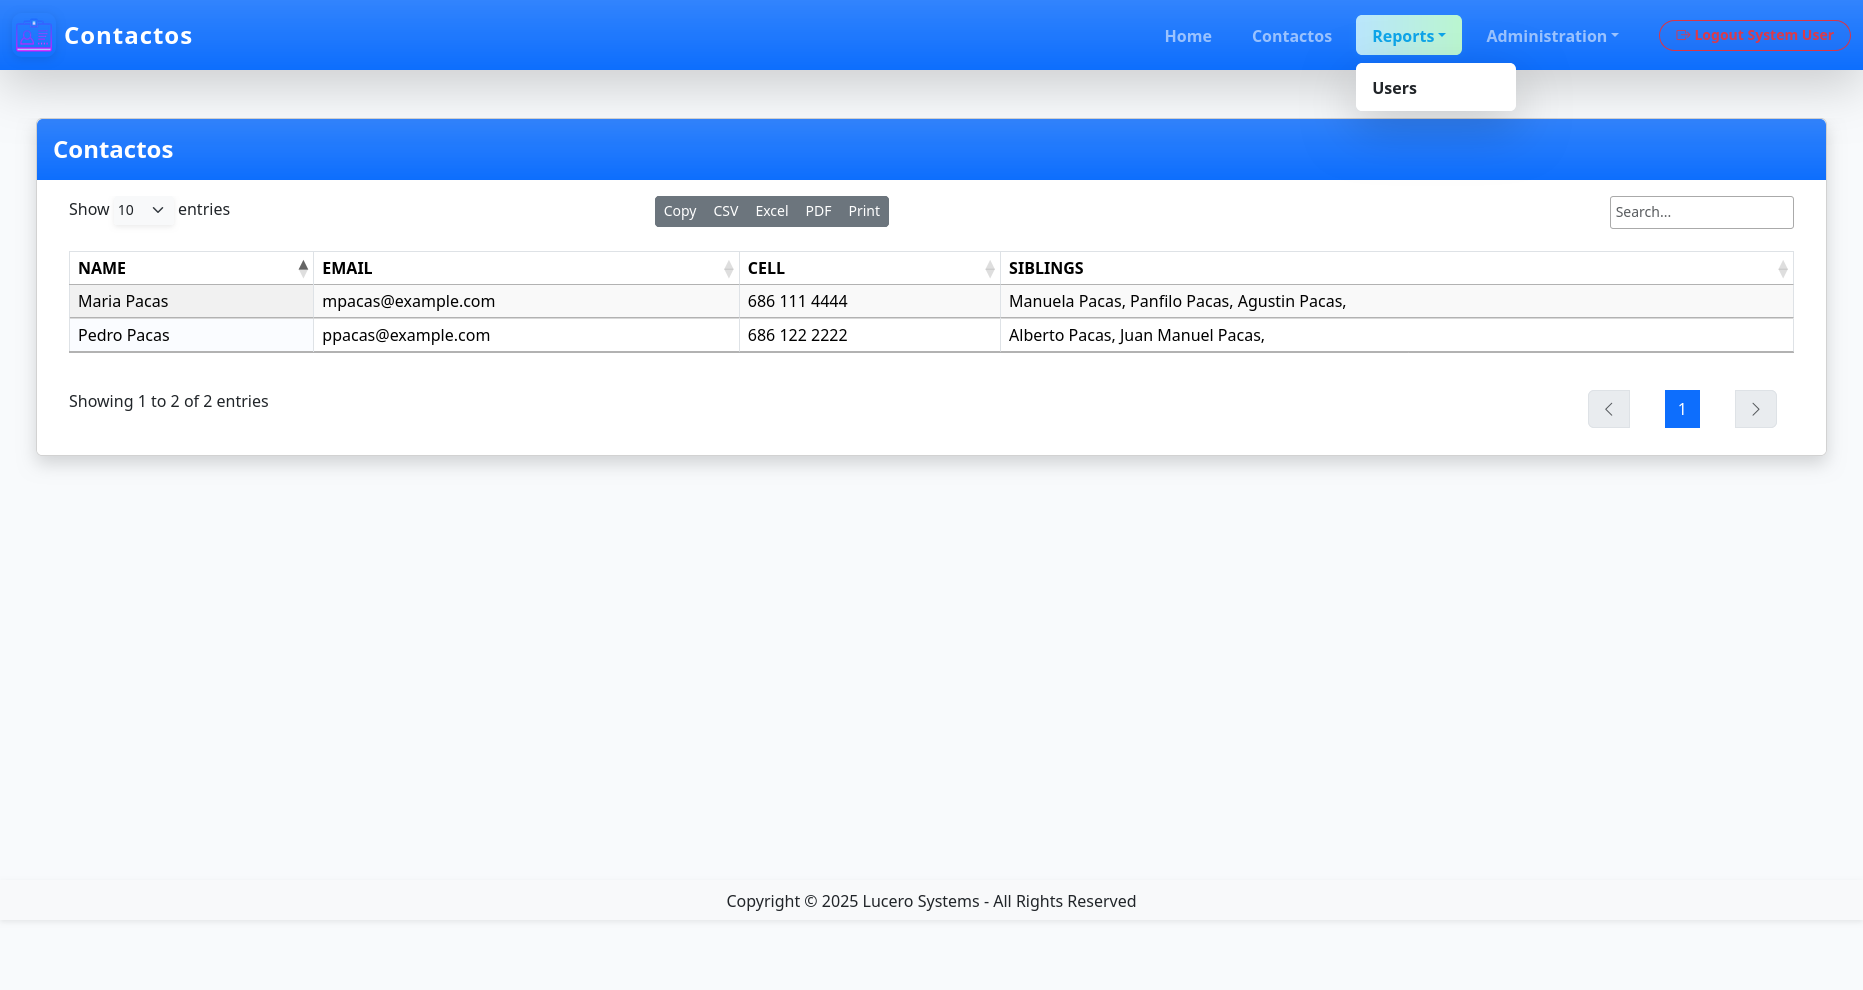 Contactos
Home Contactos Reports Administration Logout System User
Users
Contactos
Show 10 entries Copy CSV Excel PDF Print Search...
NAME EMAIL CELL SIBLINGS
Maria Pacas mpacas@example.com 686 111 4444 Manuela Pacas, Panfilo Pacas, Agustin Pacas,
Pedro Pacas ppacas@example.com 686 122 2222 Alberto Pacas, Juan Manuel Pacas,
Showing 1 to 2 of 2 entries 1
Copyright © 2025 Lucero Systems - All Rights Reserved